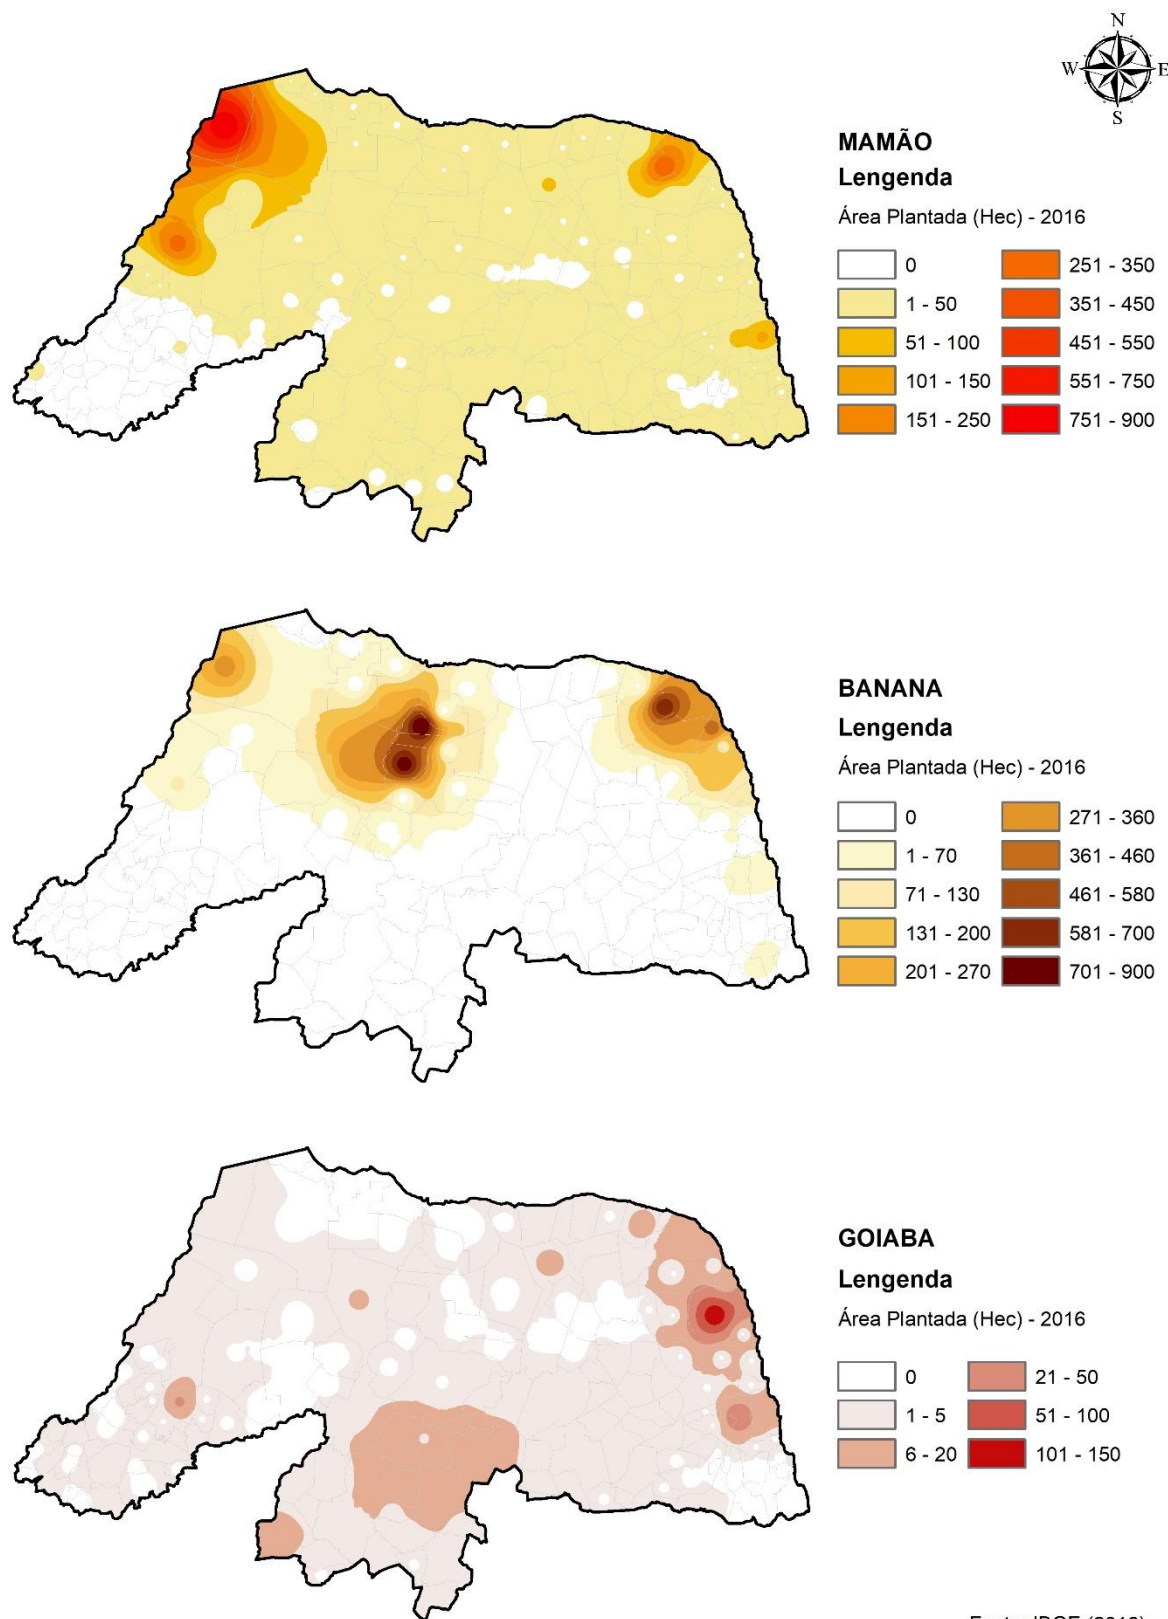 N
W E
S
MAMÃO
Lengenda
Área Plantada (Hec) - 2016
0 251 - 350
1 - 50 351 - 450
51 - 100 451 - 550
101 - 150 551 - 750
151 - 250 751 - 900
BANANA
Lengenda
Área Plantada (Hec) - 2016
0 271 - 360
1 - 70 361 - 460
71 - 130 461 - 580
131 - 200 581 - 700
201 - 270 701 - 900
GOIABA
Lengenda
Área Plantada (Hec) - 2016
0 21 - 50
1 - 5 51 - 100
6 - 20 101 - 150